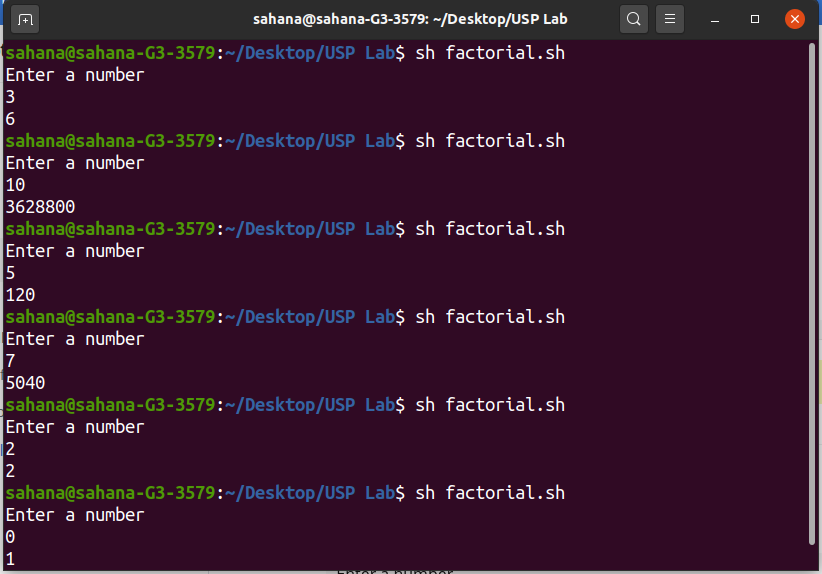 sahana@sahana-G3-3579: ~/Desktop/USP Lab
sahana@sahana-G3-3579:~/Desktop/USP Lab$ sh factorial.sh
Enter a number
3
6
sahana@sahana-G3-3579:~/Desktop/USP Lab$ sh factorial.sh
Enter a number
10
3628800
sahana@sahana-G3-3579:~/Desktop/USP Lab$ sh factorial.sh
Enter a number
5
120
sahana@sahana-G3-3579:~/Desktop/USP Lab$ sh factorial.sh
Enter a number
7
5040
sahana@sahana-G3-3579:~/Desktop/USP Lab$ sh factorial.sh
Enter a number
2
2
sahana@sahana-G3-3579:~/Desktop/USP Lab$ sh factorial.sh
Enter a number
0
1
Enter a number